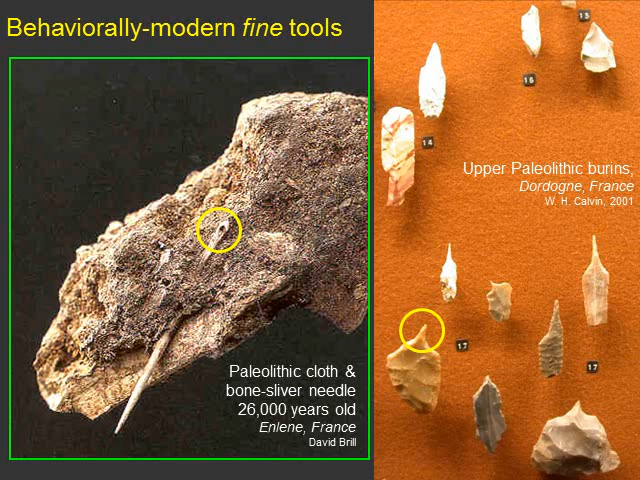 Behaviorally-modern fine tools
Paleolithic cloth &
bone-sliver needle
26,000 years old
Enlene, France
David Brill
15
16
14
Upper Paleolithic burins,
Dordogne, France
W. H. Calvin, 2001
17
17